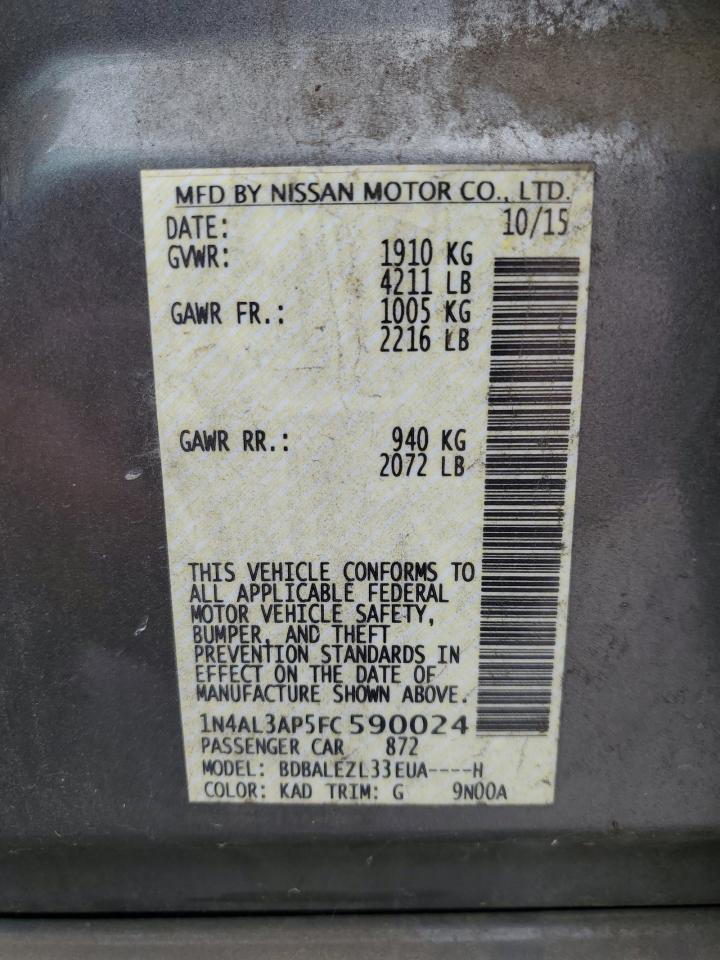 MFD BY NISSAN MOTOR CO., LTD.
DATE: 10/15
GVWR: 1910 KG
4211 LB
GAWR FR.: 1005 KG
2216 LB
GAWR RR.: 940 KG
2072 LB
THIS VEHICLE CONFORMS TO
ALL APPLICABLE FEDERAL
MOTOR VEHICLE SAFETY,
BUMPER, AND THEFT
PREVENTION STANDARDS IN
EFFECT ON THE DATE OF
MANUFACTURE SHOWN ABOVE.
1N4AL3AP5FC590024
PASSENGER CAR 872
MODEL: BDBALEZL33EUA----H
COLOR: KAD TRIM: G 9N00A